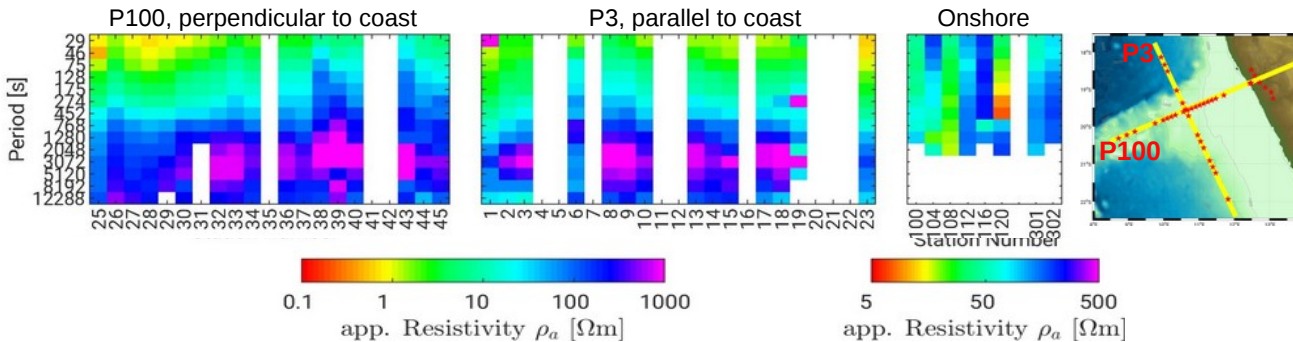 P100, perpendicular to coast
P3, parallel to coast
Onshore
Period [s]
29
46
75
128
175
274
452
788
1288
2048
3072
5120
8192
12288
25 26 27 28 29 30 31 32 33 34 35 36 37 38 39 40 41 42 43 44 45
1 2 3 4 5 6 7 8 9 10 11 12 13 14 15 16 17 18 19 20 21 22 23
100 104 108 112 116 120 301 302
Station Number
P3
P100
0.1 1 10 100 1000
app. Resistivity ρa [Ωm]
5 50 500
app. Resistivity ρa [Ωm]